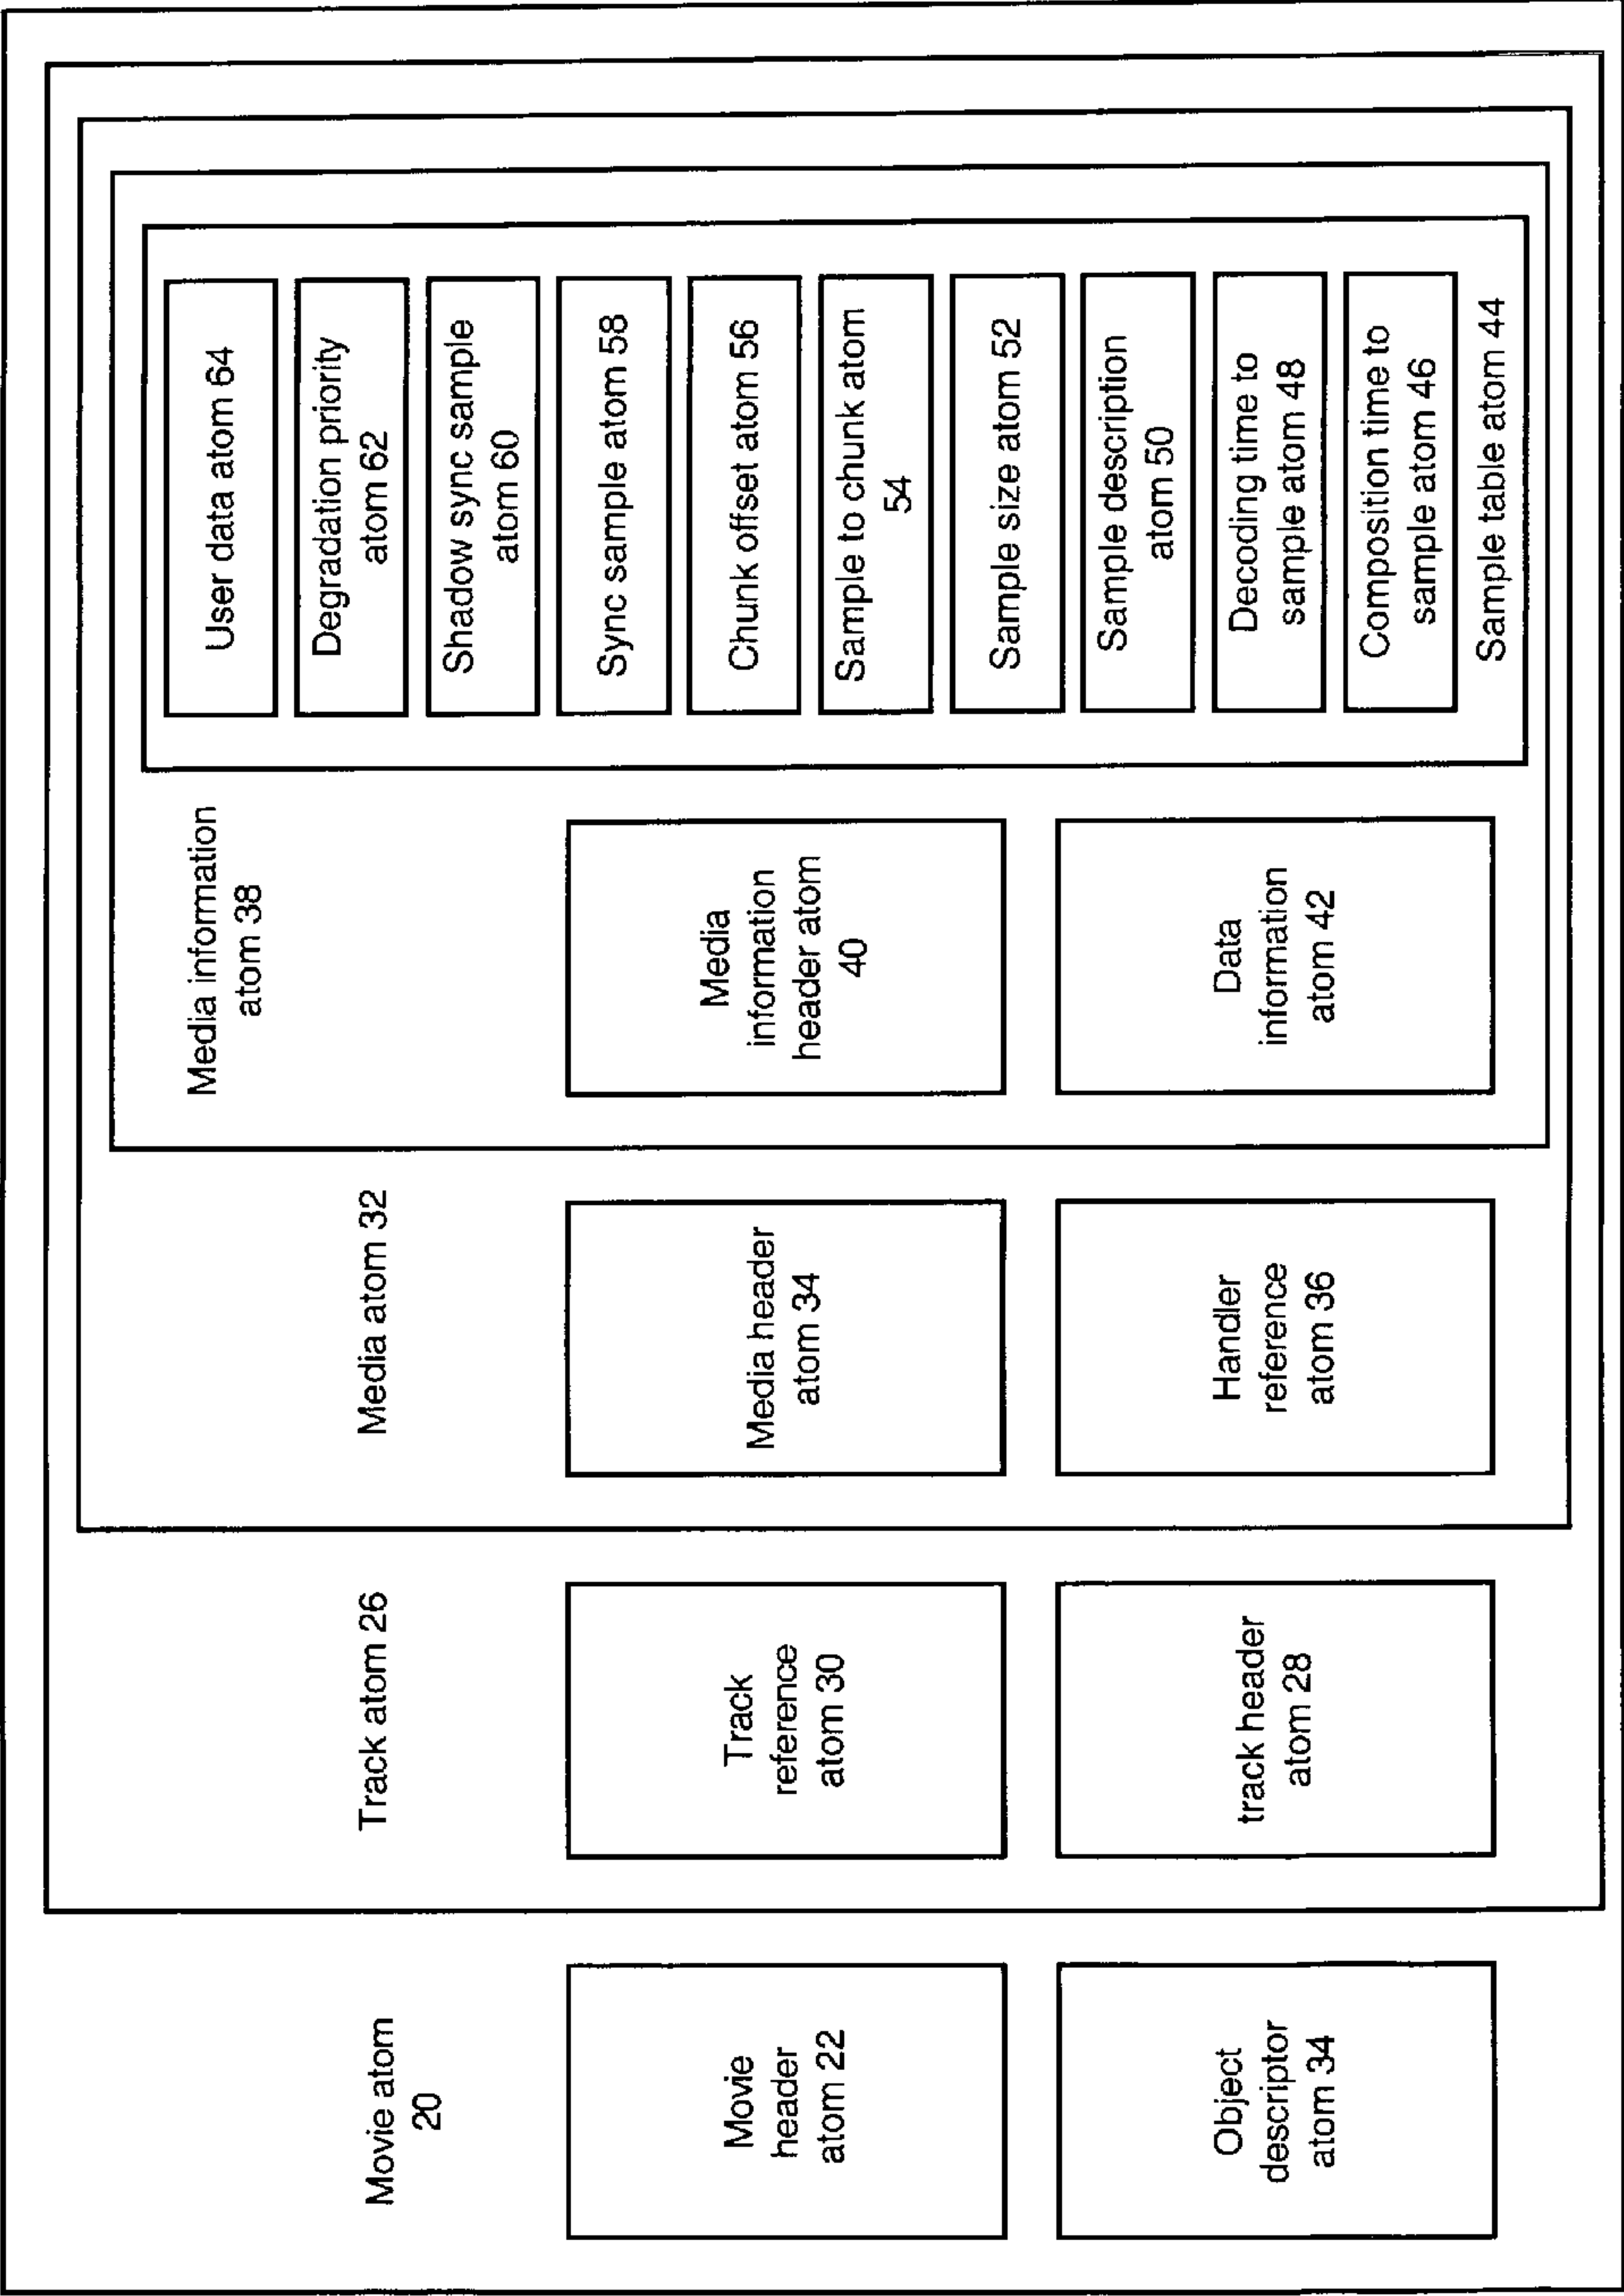 Movie atom
20
Movie
header
atom 22
Object
descriptor
atom 34
Track atom 26
Track
reference
atom 30
track header
atom 28
Media atom 32
Media header
atom 34
Handler
reference
atom 36
Media information
atom 38
Media
information
header atom
40
Data
information
atom 42
User data atom 64
Degradation priority
atom 62
Shadow sync sample
atom 60
Sync sample atom 58
Chunk offset atom 56
Sample to chunk atom
54
Sample size atom 52
Sample description
atom 50
Decoding time to
sample atom 48
Composition time to
sample atom 46
Sample table atom 44